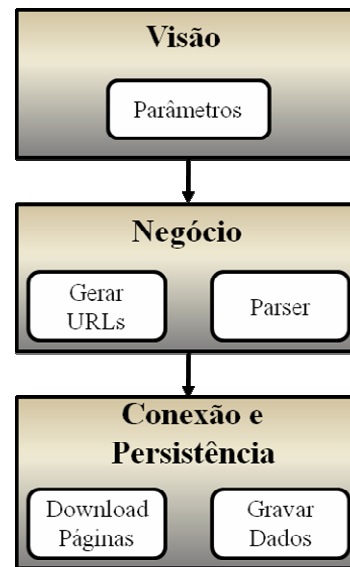 Visão
Parâmetros
Negócio
Gerar
URLs
Parser
Conexão e
Persistência
Download
Páginas
Gravar
Dados